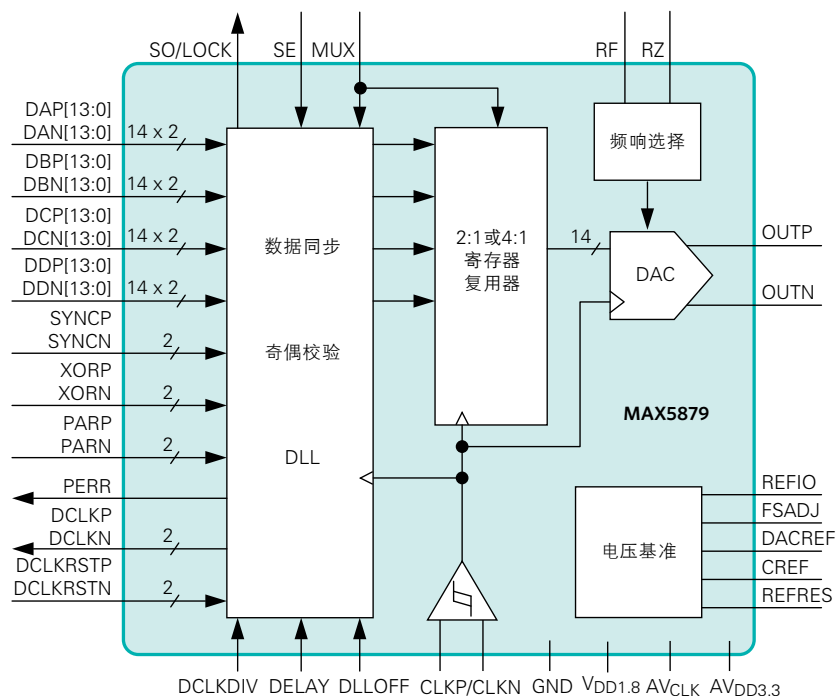 SO/LOCK SE MUX RF RZ
DAP[13:0]
DAN[13:0] 14 x 2
DBP[13:0]
DBN[13:0] 14 x 2
DCP[13:0]
DCN[13:0] 14 x 2
DDP[13:0]
DDN[13:0] 14 x 2
SYNCP
SYNCN 2
XORP
XORN 2
PARP
PARN 2
PERR
DCLKP
DCLKN 2
DCLKRSTP
DCLKRSTN 2
数据同步
奇偶校验
DLL
2:1或4:1
寄存器
复用器
14
频响选择
DAC
OUTP
OUTN
MAX5879
电压基准
REFIO
FSADJ
DACREF
CREF
REFRES
DCLKDIV DELAY DLLOFF CLKP/CLKN GND VDD1.8 AVCLK AVDD3.3